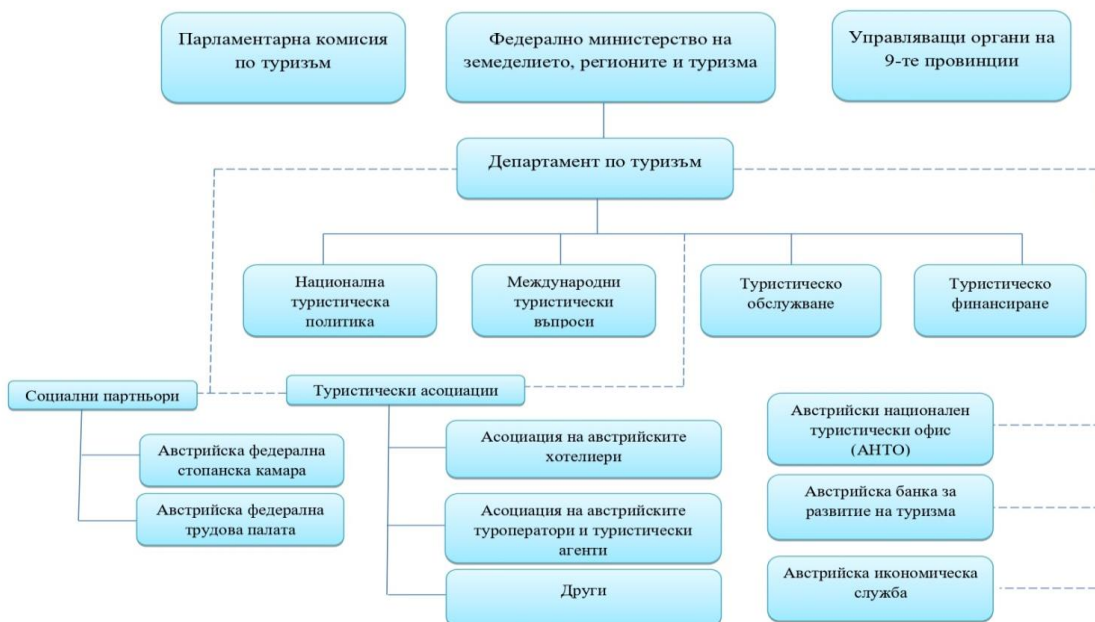 Парламентарна комисия
по туризъм
Федерално министерство на
земеделието, регионите и туризма
Управляващи органи на
9-те провинции
Департамент по туризъм
Национална
туристическа
политика
Международни
туристически
въпроси
Туристическо
обслужване
Туристическо
финансиране
Социални партньори
Австрийска федерална
стопанска камара
Австрийска федерална
трудова палата
Туристически асоциации
Асоциация на австрийските
хотелиери
Асоциация на австрийските
туроператори и туристически
агенти
Други
Австрийски национален
туристически офис
(АНТО)
Австрийска банка за
развитие на туризма
Австрийска икономическа
служба